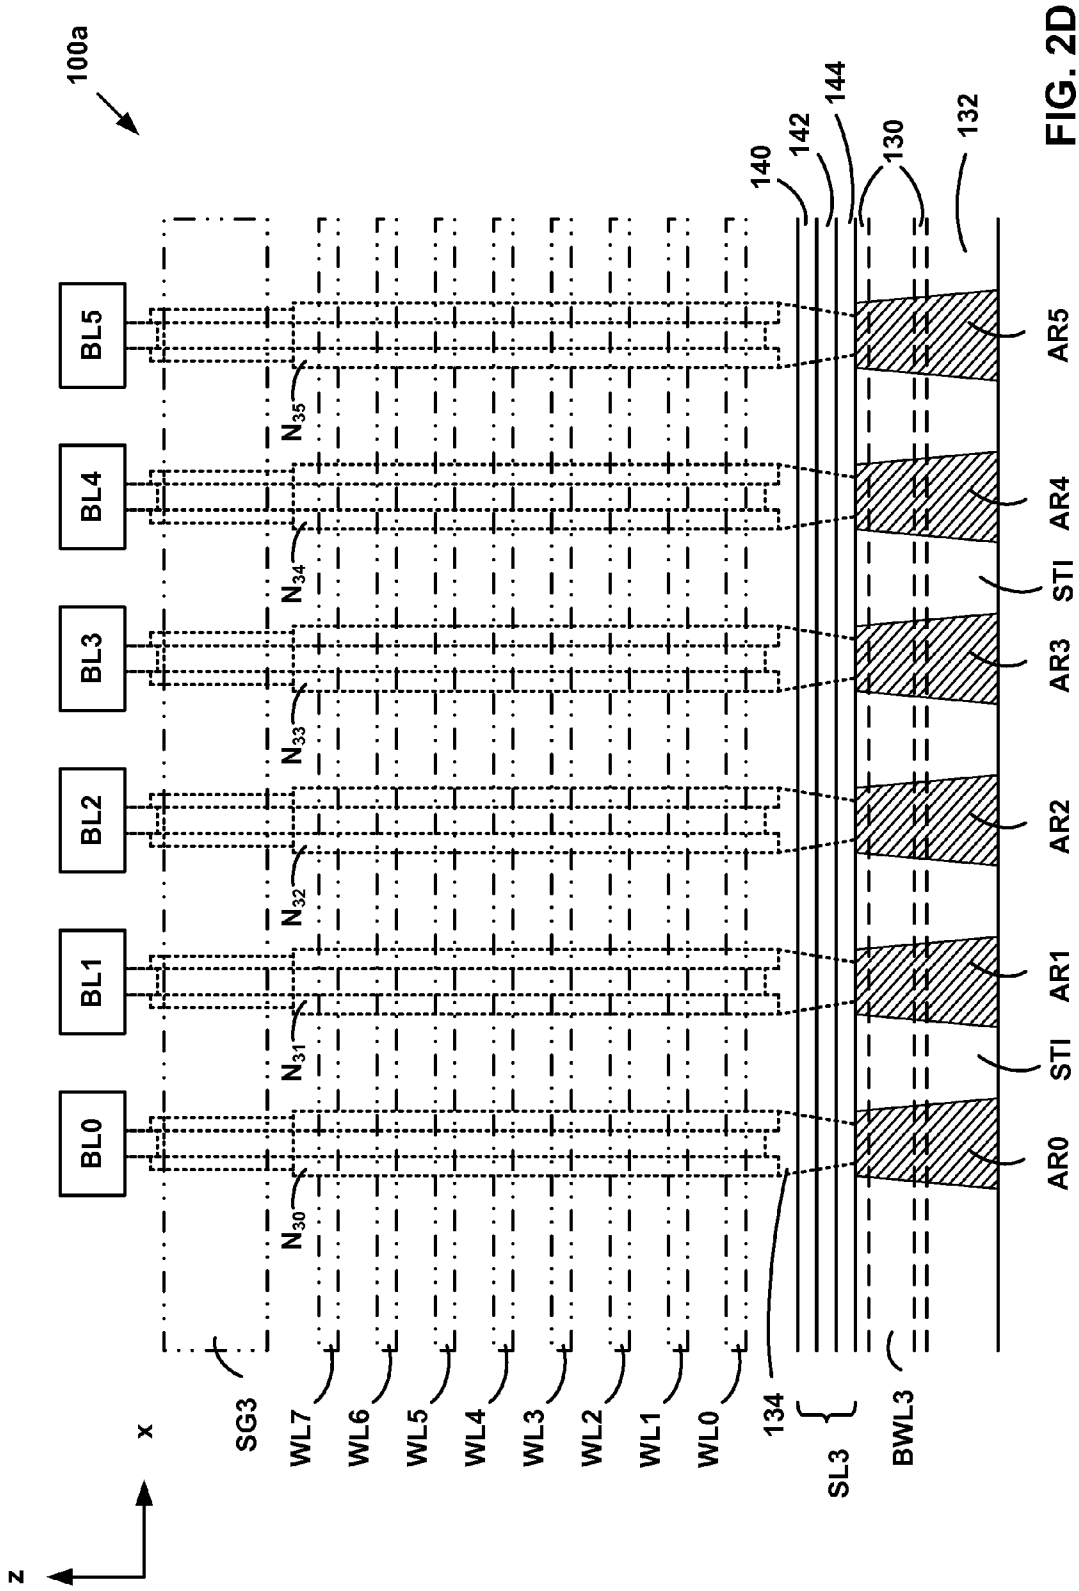 100a
BL0 BL1 BL2 BL3 BL4 BL5
z
x
SG3
N30 N31 N32 N33 N34 N35
WL7
WL6
WL5
WL4
WL3
WL2
WL1
WL0
134
SL3
BWL3
140
142
144
130
132
AR0 STI AR1 AR2 AR3 STI AR4 AR5
FIG. 2D